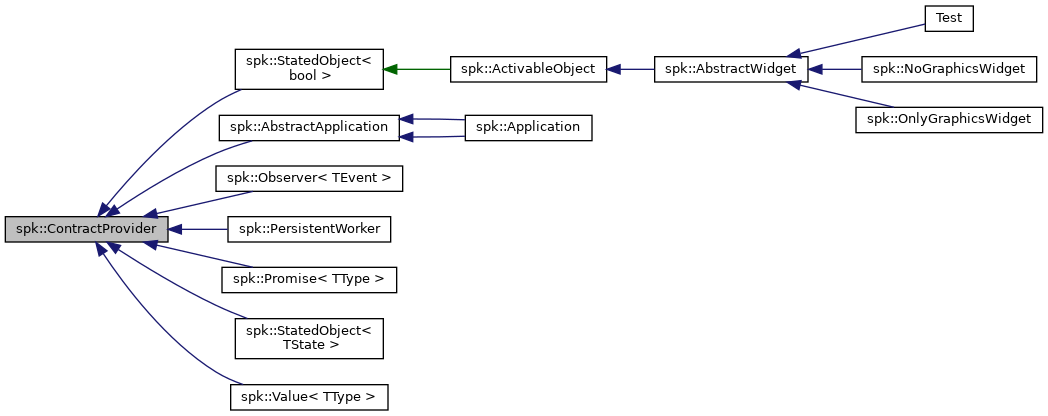 Test
spk::StatedObject<
bool >
spk::ActivableObject
spk::AbstractWidget
spk::NoGraphicsWidget
spk::OnlyGraphicsWidget
spk::AbstractApplication
spk::Application
spk::Observer< TEvent >
spk::ContractProvider
spk::PersistentWorker
spk::Promise< TType >
spk::StatedObject<
TState >
spk::Value< TType >